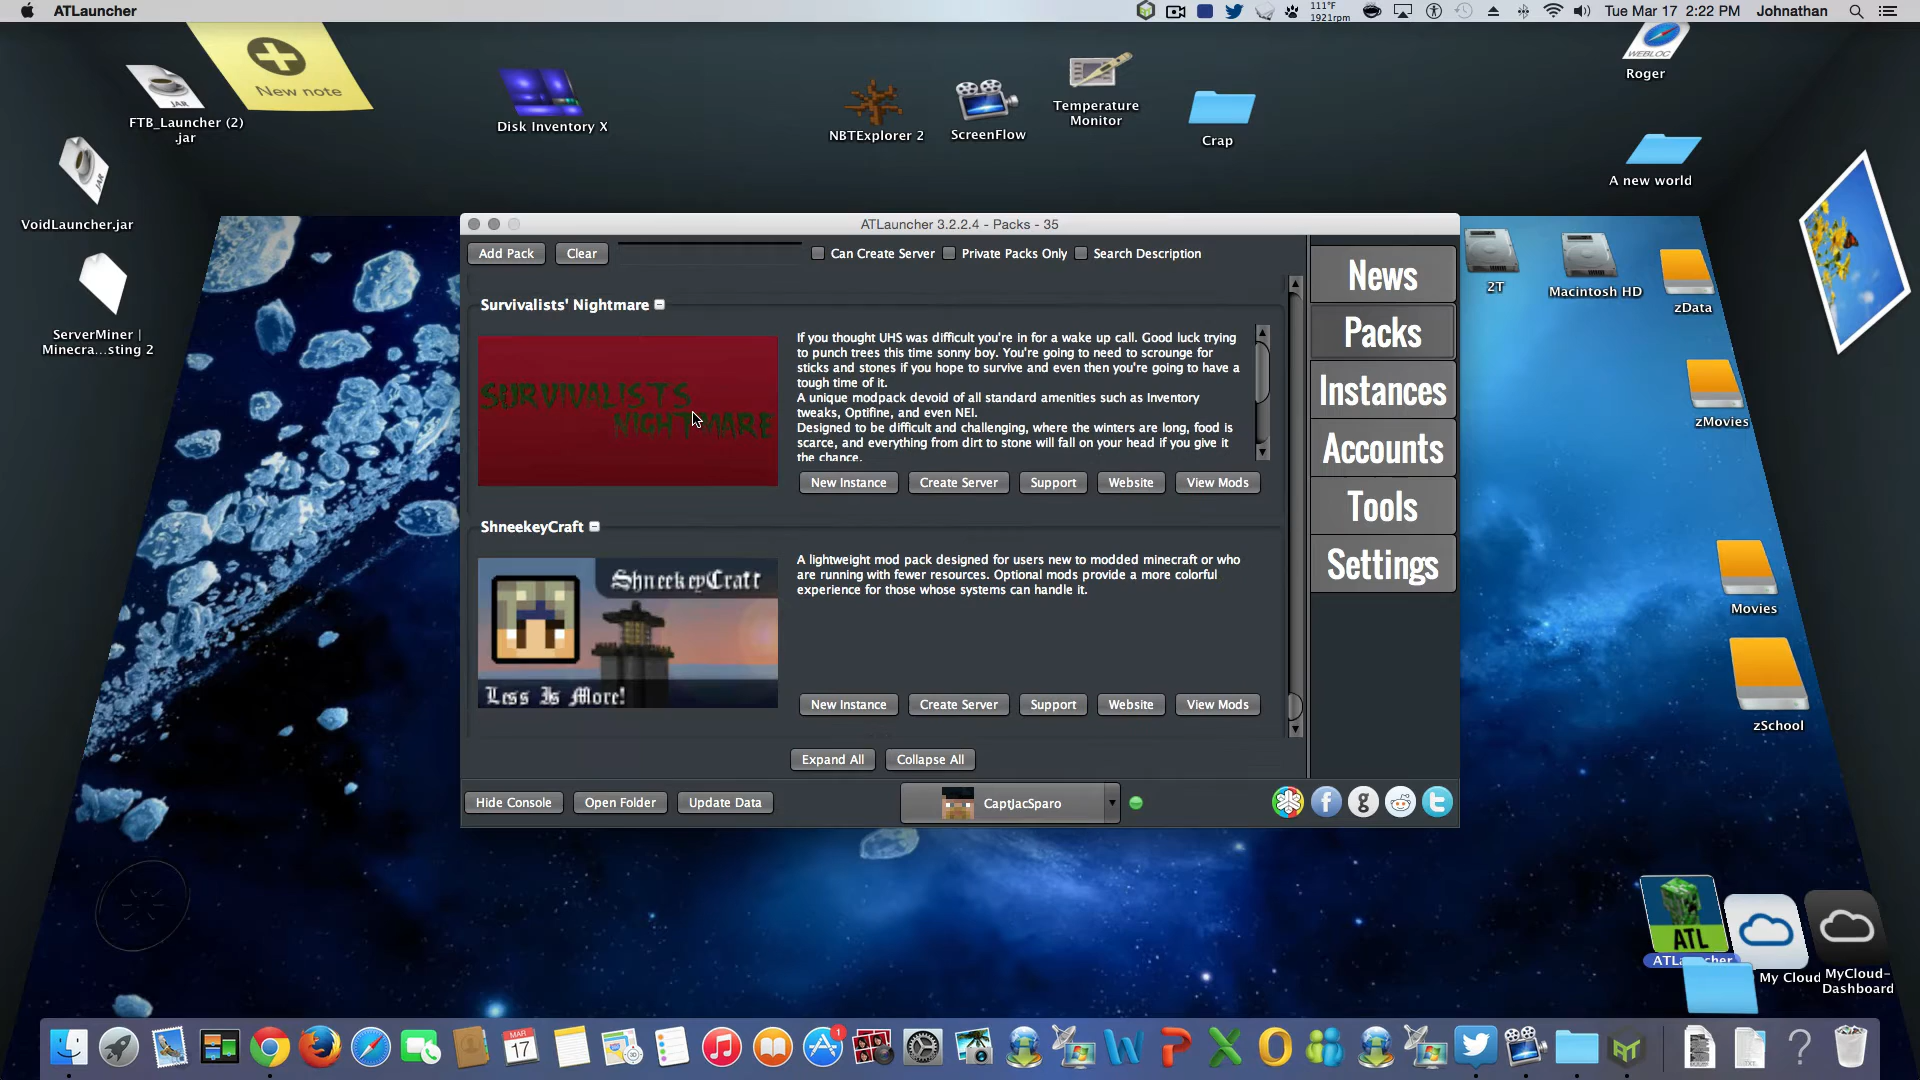 ATLauncher
111°F
1921rpm
Tue Mar 17 2:22 PM
Johnathan
FTB_Launcher (2)
.jar
New note
Disk Inventory X
NBTExplorer 2
ScreenFlow
Temperature
Monitor
Crap
WEBLOC
Roger
A new world
JAR
JAR
VoidLauncher.jar
ServerMiner |
Minecra...sting 2
2T
Macintosh HD
zData
zMovies
Movies
zSchool
ATLauncher 3.2.2.4 - Packs - 35
Add Pack
Clear
Can Create Server
Private Packs Only
Search Description
Survivalists' Nightmare
SURVIVALISTS
NIGHTMARE
If you thought UHS was difficult you're in for a wake up call. Good luck trying
to punch trees this time sonny boy. You're going to need to scrounge for
sticks and stones if you hope to survive and even then you're going to have a
tough time of it.
A unique modpack devoid of all standard amenities such as Inventory
tweaks, Optifine, and even NEI.
Designed to be difficult and challenging, where the winters are long, food is
scarce, and everything from dirt to stone will fall on your head if you give it
the chance.
New Instance
Create Server
Support
Website
View Mods
ShneekeyCraft
ShneekeyCraft
Less Is More!
A lightweight mod pack designed for users new to modded minecraft or who
are running with fewer resources. Optional mods provide a more colorful
experience for those whose systems can handle it.
New Instance
Create Server
Support
Website
View Mods
Expand All
Collapse All
Hide Console
Open Folder
Update Data
CaptJacSparo
News
Packs
Instances
Accounts
Tools
Settings
ATL
My Cloud
MyCloud-
Dashboard
MAR
17
1